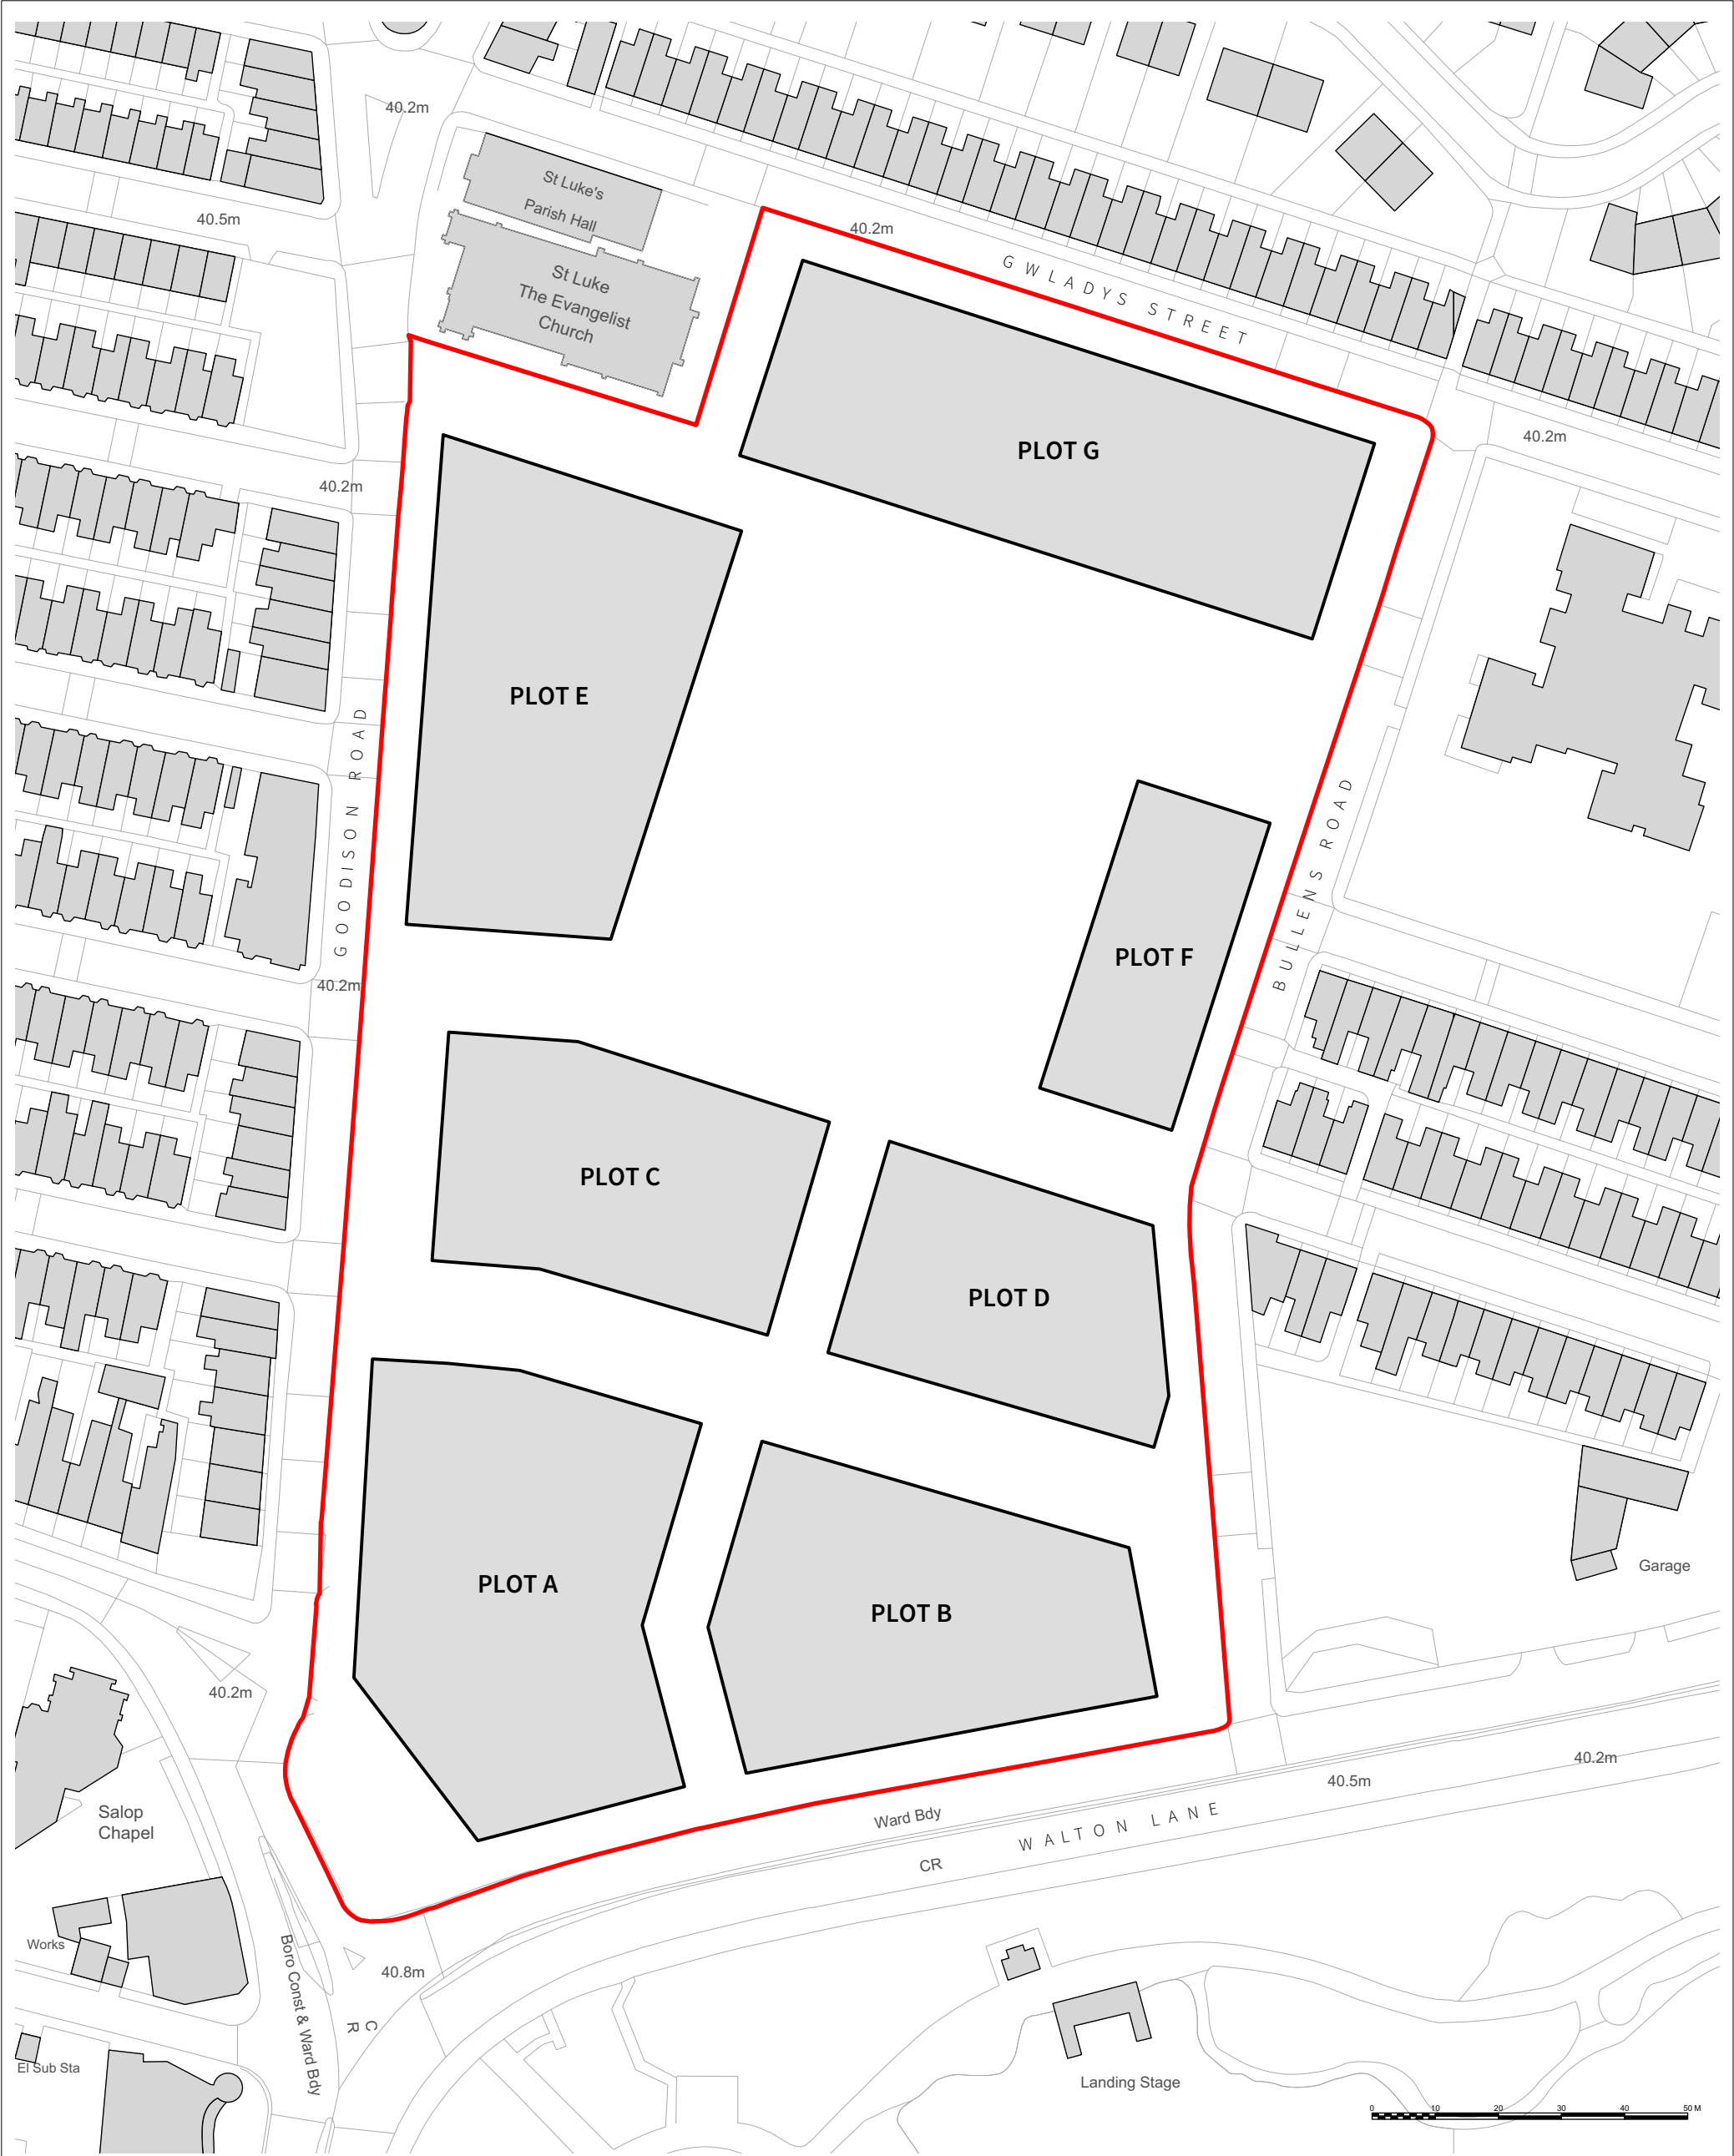 40.2m
St Luke's
Parish Hall
40.5m
40.2m
St Luke
The Evangelist
Church
GWLADYS STREET
PLOT G
40.2m
40.2m
PLOT E
GOODISON ROAD
BULLENS ROAD
PLOT F
40.2m
PLOT C
PLOT D
PLOT A
PLOT B
Garage
40.2m
40.2m
40.5m
Salop
Chapel
Ward Bdy
WALTON LANE
CR
Works
Boro Const & Ward Bdy
40.8m
CR
El Sub Sta
Landing Stage
0 10 20 30 40 50 M